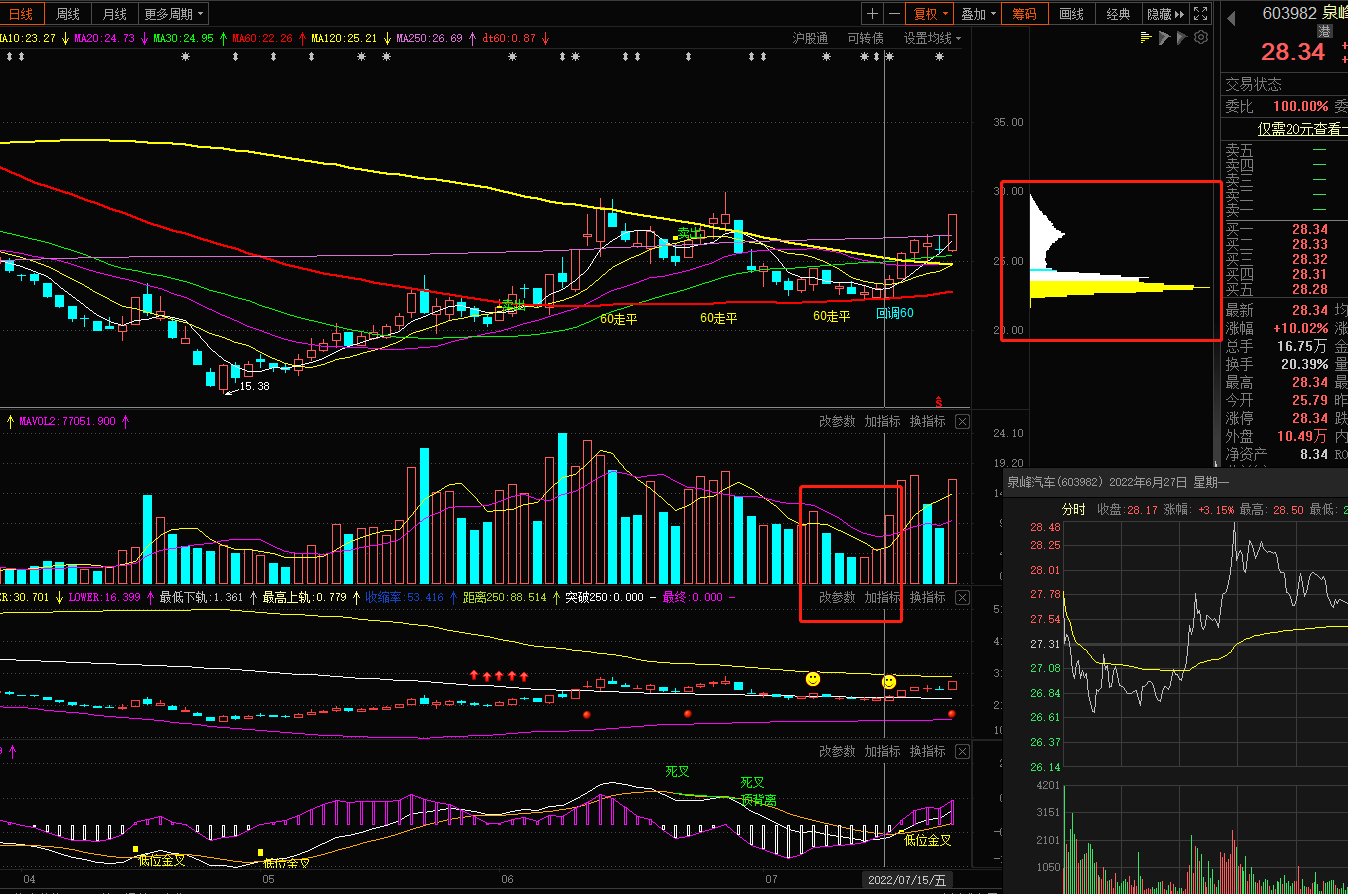 日线 周线 月线 更多周期 + − 复权 叠加 筹码 画线 经典 隐藏
603982
港
28.34
MA20:24.73 MA30:24.95 MA60:22.26 MA120:25.21 MA250:26.69 dt60:0.87
沪股通 可转债 设置均线
交易状态
委比 100.00%
仅需20元查看
卖五 —
卖四 —
卖三 —
卖二 —
卖一 —
买一 28.34
买二 28.33
买三 28.32
买四 28.31
买五 28.28
最新 28.34
涨幅 +10.02%
总手 16.75万
换手 20.39%
最高 28.34
今开 25.79
涨停 28.34
外盘 10.49万
净资产 8.34
35.00
30.00
25.00
20.00
卖出
60走平
60走平
60走平
回调60
15.38
S
MAVOL2:77051.900
改参数 加指标 换指标
24.10
19.20
泉峰汽车(603982) 2022年6月27日 星期一
分时 收盘:28.17 涨幅: +3.15% 最高: 28.50 最低:
28.48
28.25
28.01
27.78
27.54
27.31
27.08
26.84
26.61
26.37
26.14
4201
3151
2101
1050
ER:30.701 LOWER:16.399 最低下轨:1.361 最高上轨:0.779 收缩率:53.416 距离250:88.514 突破250:0.000 − 最终:0.000 −
改参数 加指标 换指标
改参数 加指标 换指标
死叉
死叉
顶背离
低位金叉
低位金叉
低位金叉
04 05 06 07 2022/07/15/五